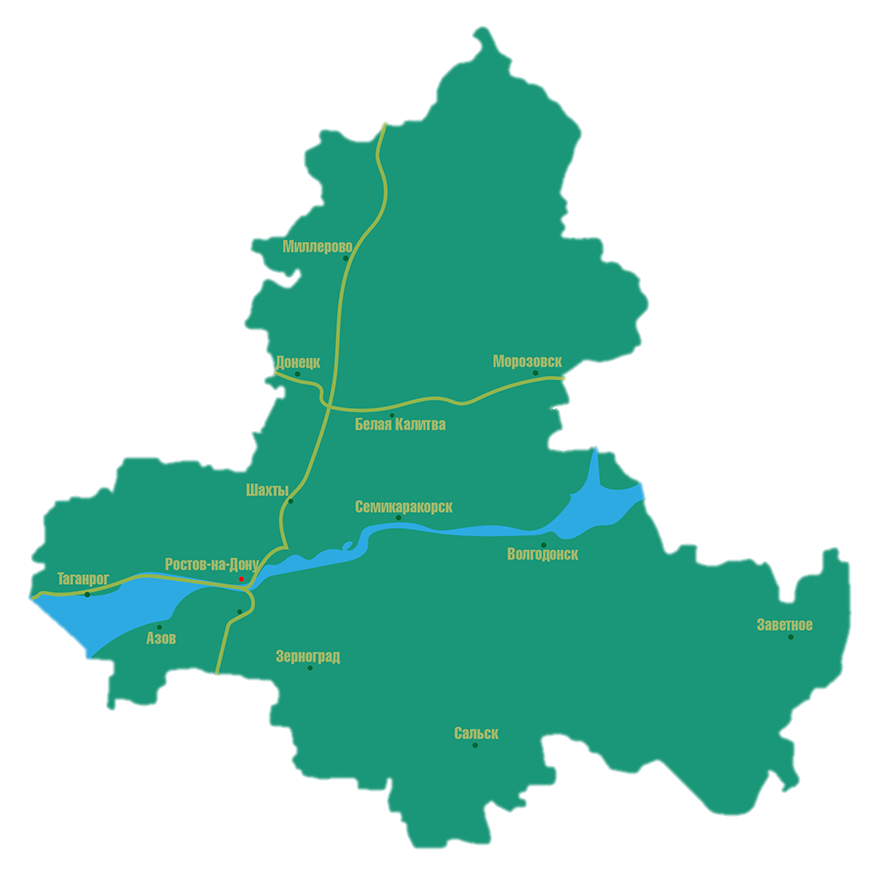 Миллерово
Донецк
Морозовск
Белая Калитва
Шахты
Семикаракорск
Волгодонск
Ростов-на-Дону
Таганрог
Азов
Заветное
Зерноград
Сальск